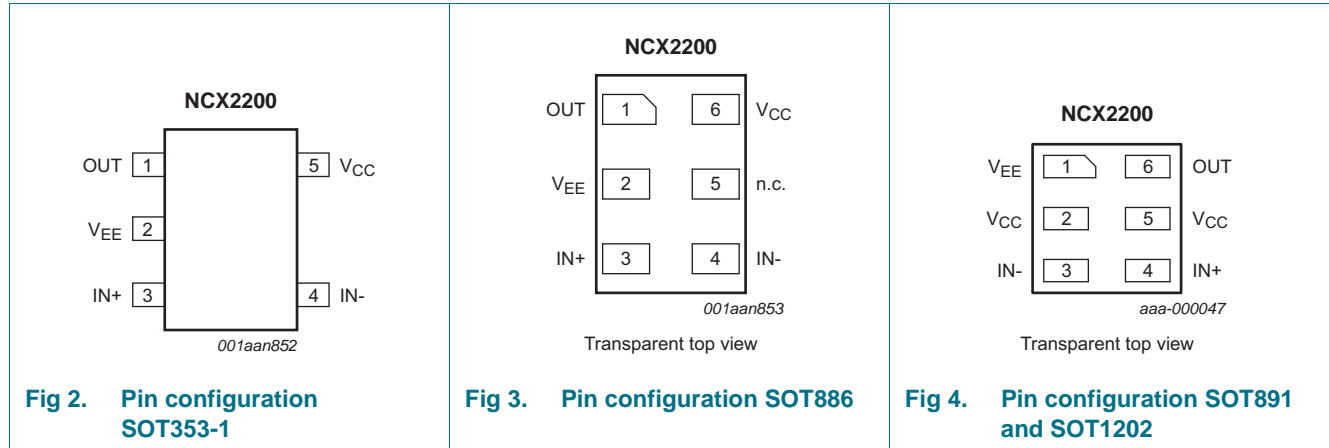 NCX2200
OUT 1 5 VCC
VEE 2
IN+ 3 4 IN-
001aan852
Fig 2. Pin configuration
SOT353-1
NCX2200
OUT 1 6 VCC
VEE 2 5 n.c.
IN+ 3 4 IN-
001aan853
Transparent top view
Fig 3. Pin configuration SOT886
NCX2200
VEE 1 6 OUT
VCC 2 5 VCC
IN- 3 4 IN+
aaa-000047
Transparent top view
Fig 4. Pin configuration SOT891
and SOT1202